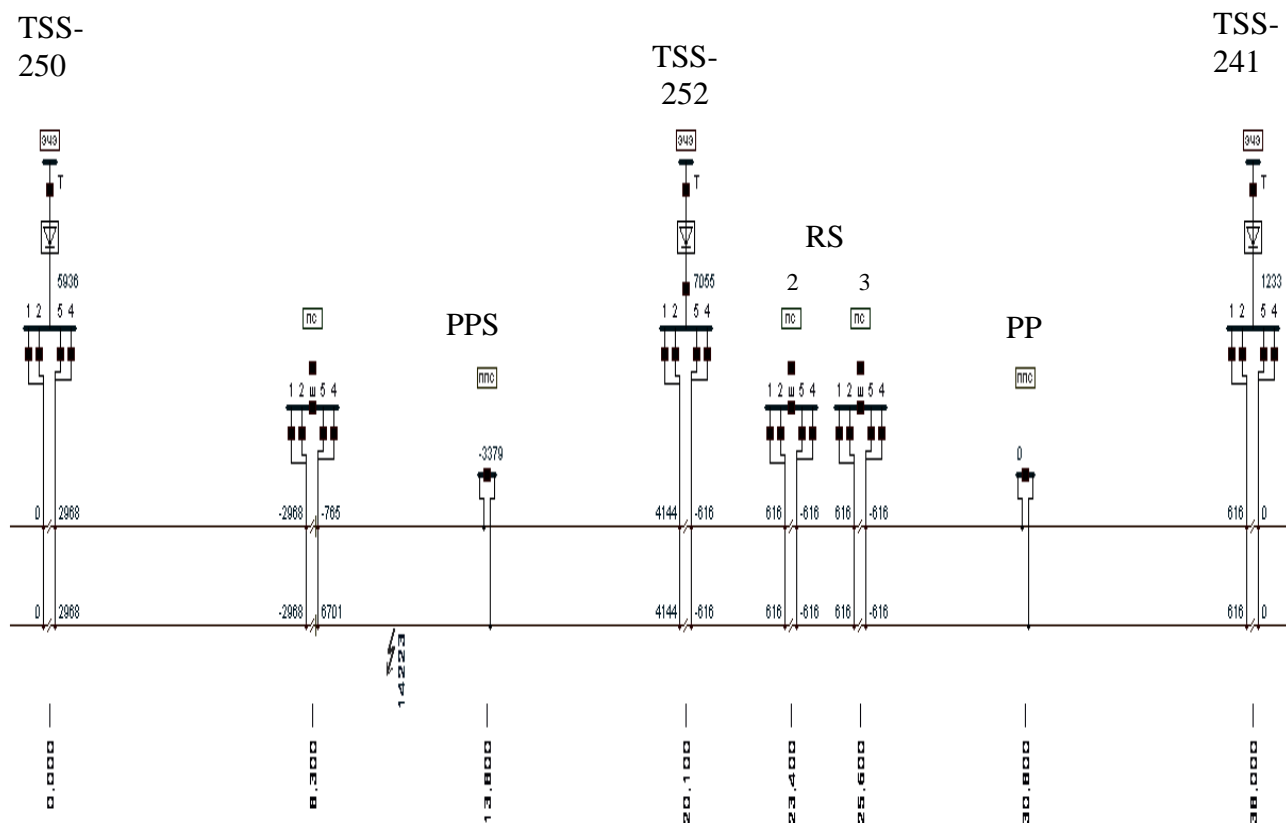 TSS-
250
TSS-
252
TSS-
241
эчэ
эчэ
эчэ
Т
Т
Т
RS
5936
7055
1233
2
3
1 2 5 4
1 2 5 4
1 2 5 4
пс
пс
пс
PPS
PP
ппс
ппс
1 2 ш 5 4
1 2 ш 5 4
1 2 ш 5 4
-3379
0
0 2968
-2968 -765
4144 -616
616 -616
616 -616
616 0
0 2968
-2968 6701
4144 -616
616 -616
616 -616
616 0
14223
0.000
8.300
13.800
20.100
23.400
25.600
30.800
38.000